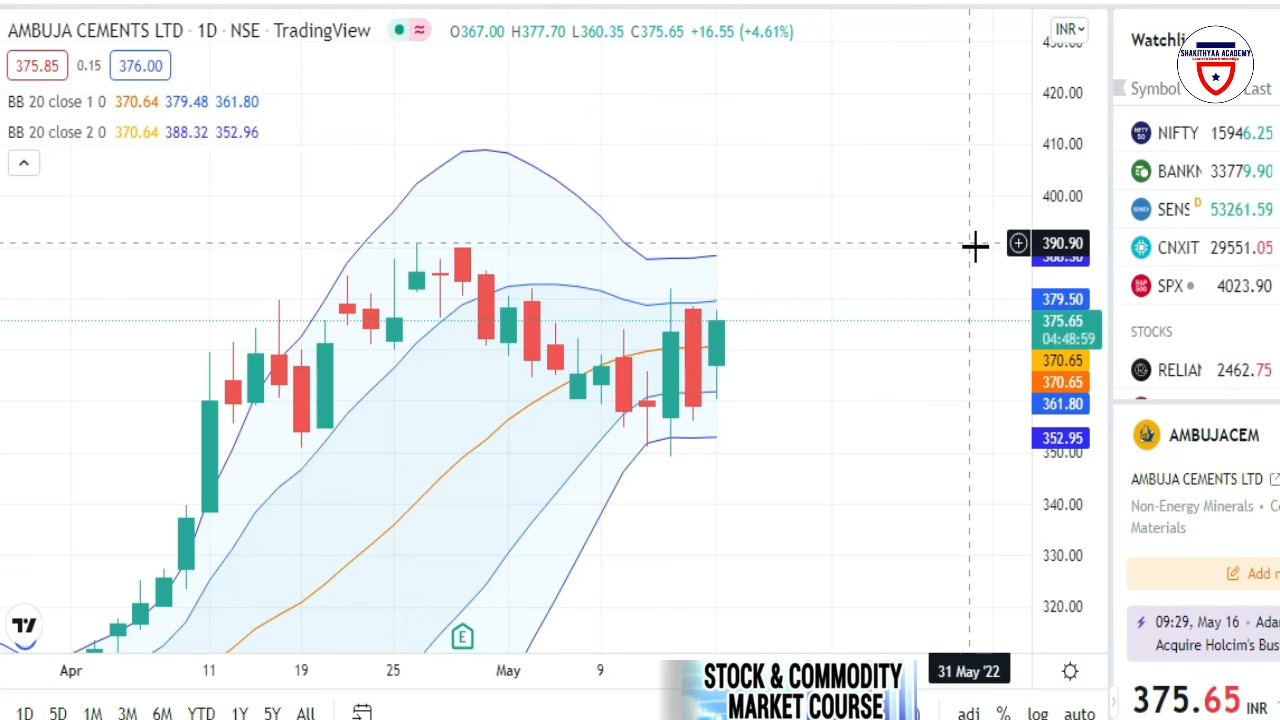 AMBUJA CEMENTS LTD · 1D · NSE · TradingView
O367.00 H377.70 L360.35 C375.65 +16.55 (+4.61%)
INR
375.85 0.15 376.00
BB 20 close 1 0 370.64 379.48 361.80
BB 20 close 2 0 370.64 388.32 352.96
420.00
410.00
400.00
390.90
388.30
379.50
375.65
04:48:59
370.65
370.65
361.80
352.95
350.00
340.00
330.00
320.00
E
Apr 11 19 25 May 9 31 May '22
1D 5D 1M 3M 6M YTD 1Y 5Y All
adj % log auto
STOCK & COMMODITY
MARKET COURSE
SHAKITHYAA ACADEMY
Symbol Last
NIFTY 15946.25
BANKN 33779.90
SENS D 53261.59
CNXIT 29551.05
SPX 4023.90
STOCKS
RELIAN 2462.75
AMBUJACEM
AMBUJA CEMENTS LTD
Non-Energy Minerals •
Materials
Add
09:29, May 16 •
Acquire Holcim's
375.65 INR